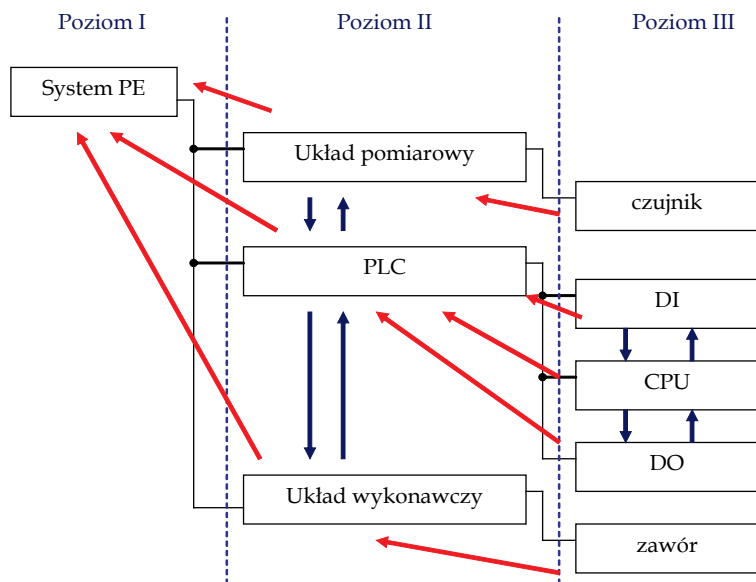 Poziom I
Poziom II
Poziom III
System PE
Układ pomiarowy
czujnik
PLC
DI
CPU
DO
Układ wykonawczy
zawór